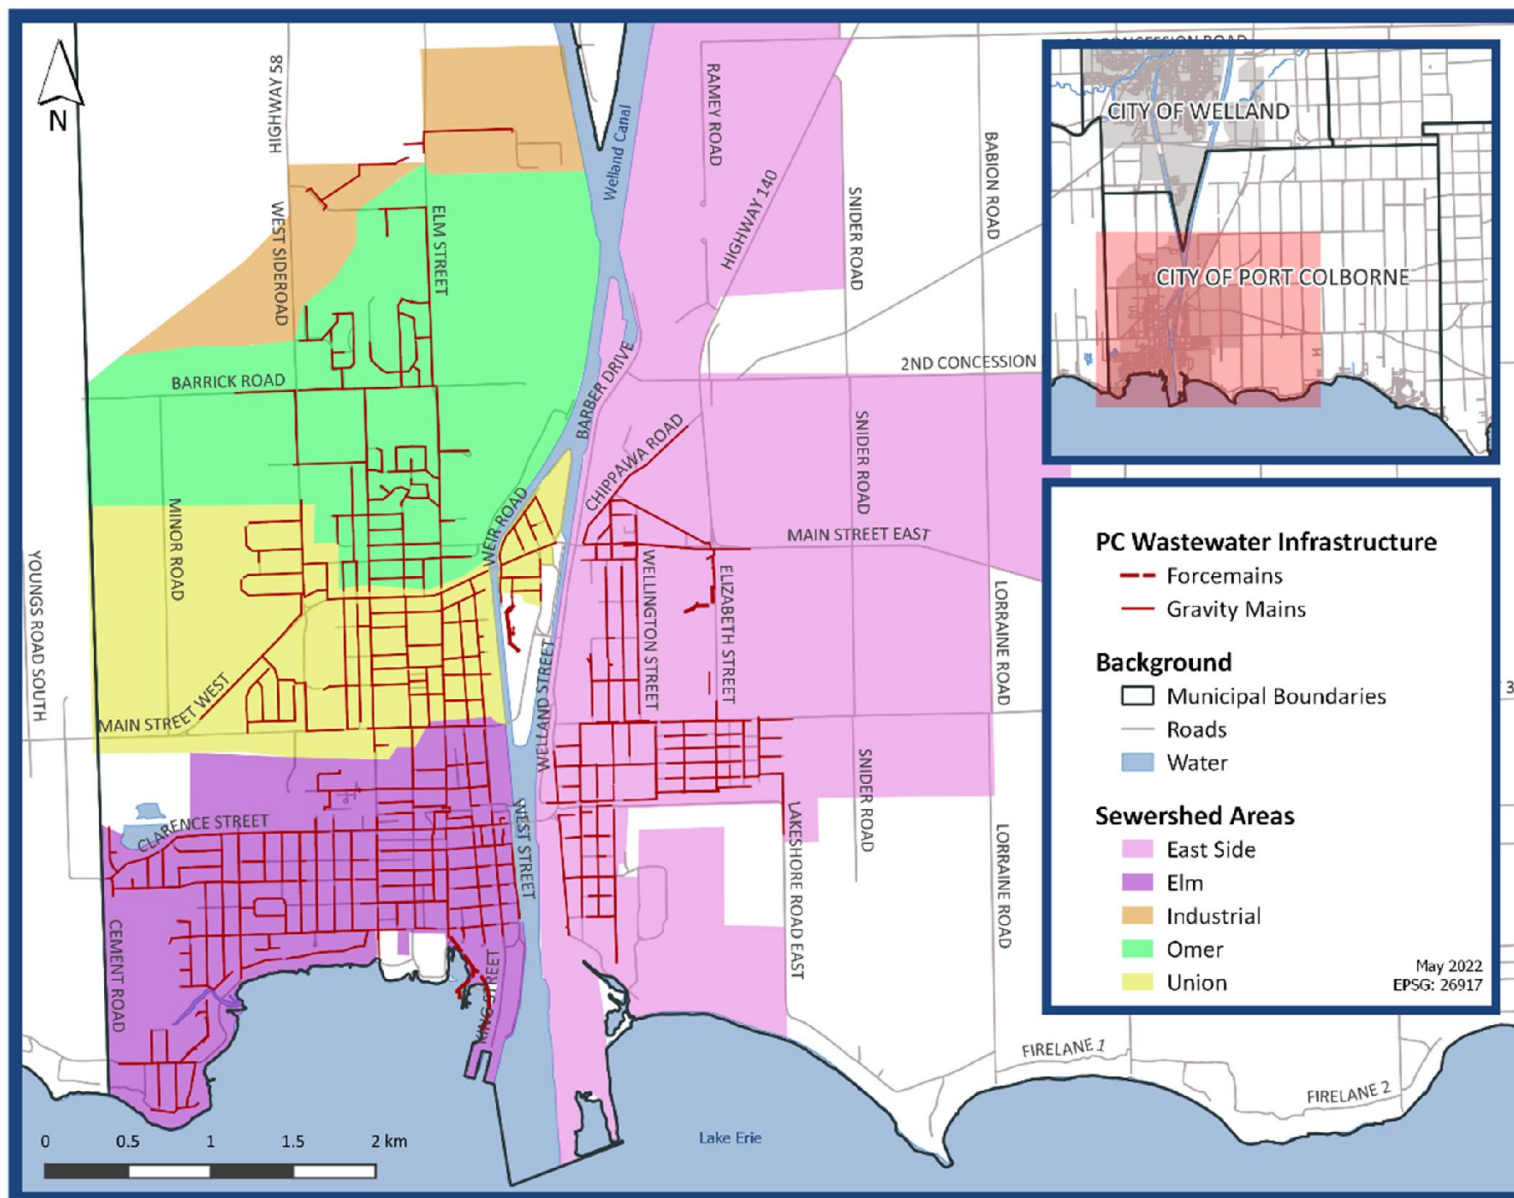 N
HIGHWAY 58
RAMEY ROAD
Welland Canal
BABION ROAD
HIGHWAY 140
SNIDER ROAD
WEST SIDEROAD
ELM STREET
BARRICK ROAD
BARBER DRIVE
2ND CONCESSION
CHIPPAWA ROAD
SNIDER ROAD
MINOR ROAD
WEIR ROAD
MAIN STREET EAST
YOUNGS ROAD SOUTH
WELLINGTON STREET
ELIZABETH STREET
LORRAINE ROAD
MAIN STREET WEST
WELLAND STREET
3
SNIDER ROAD
CLARENCE STREET
WEST STREET
LAKESHORE ROAD EAST
LORRAINE ROAD
CEMENT ROAD
KING STREET
FIRELANE 1
FIRELANE 2
Lake Erie
0 0.5 1 1.5 2 km
CONCESSION ROAD
CITY OF WELLAND
CITY OF PORT COLBORNE
PC Wastewater Infrastructure
Forcemains
Gravity Mains
Background
Municipal Boundaries
Roads
Water
Sewershed Areas
East Side
Elm
Industrial
Omer
Union
May 2022
EPSG: 26917